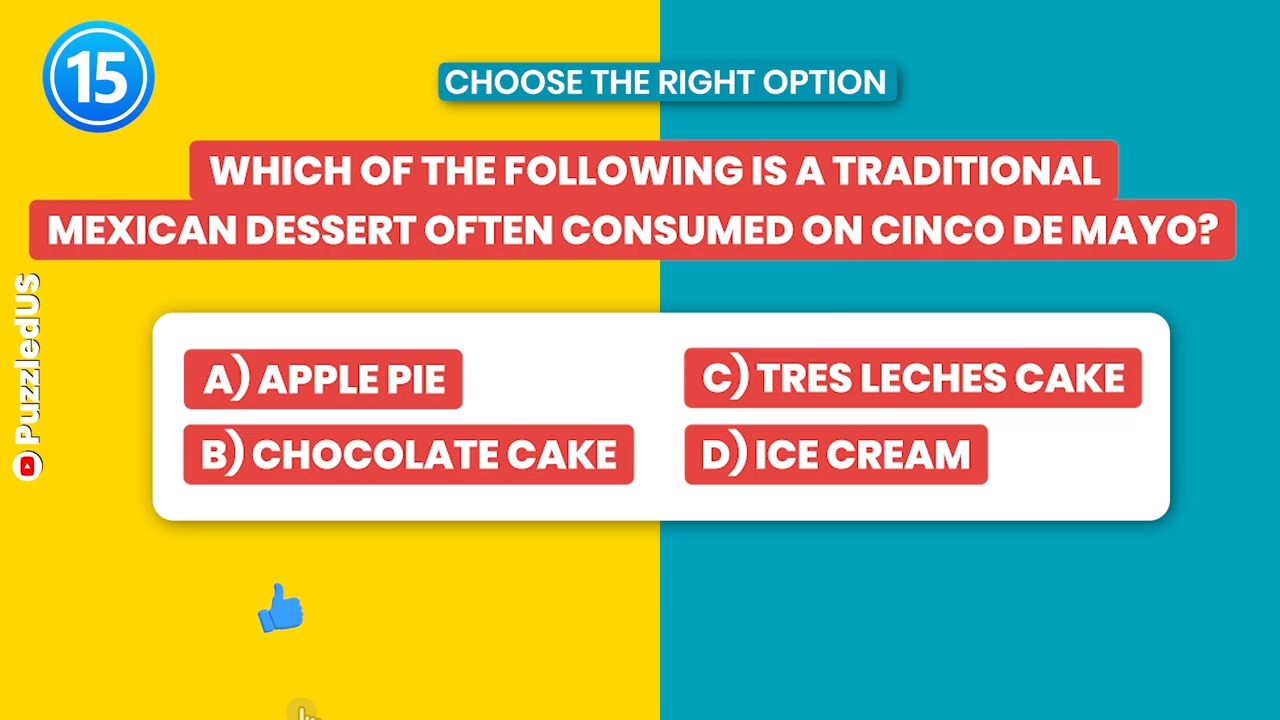 15
CHOOSE THE RIGHT OPTION
WHICH OF THE FOLLOWING IS A TRADITIONAL
MEXICAN DESSERT OFTEN CONSUMED ON CINCO DE MAYO?
A) APPLE PIE
B) CHOCOLATE CAKE
C) TRES LECHES CAKE
D) ICE CREAM
PuzzledUS